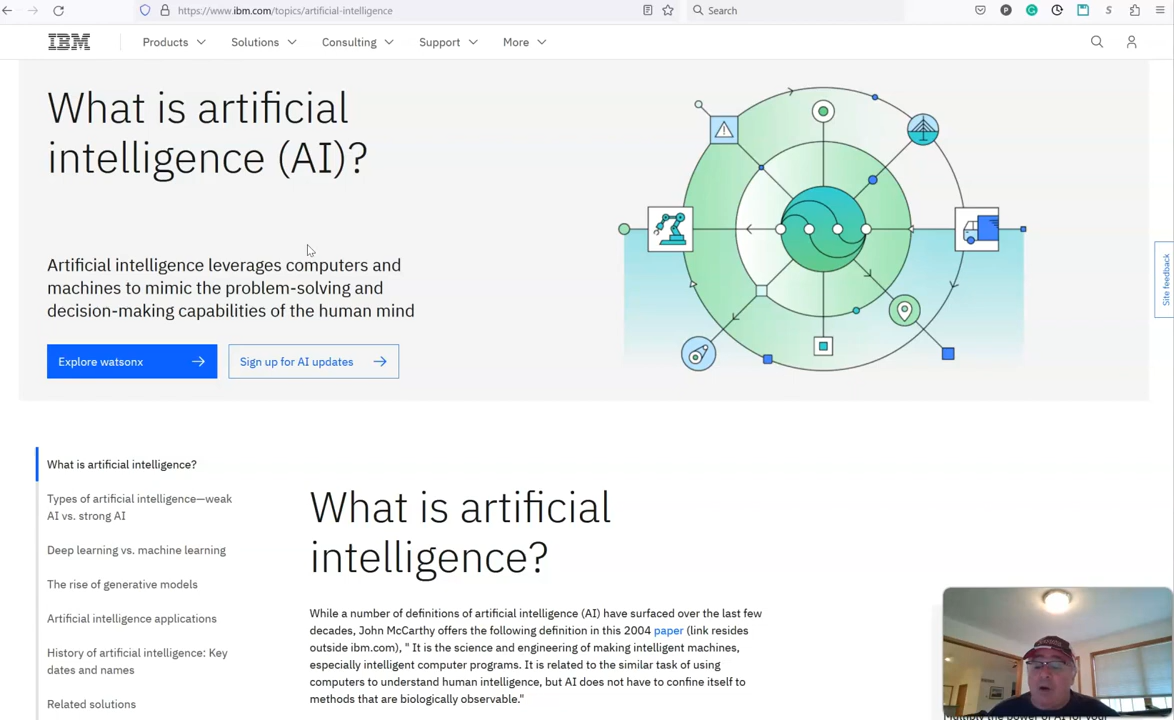 https://www.ibm.com/topics/artificial-intelligence
Search
IBM
Products
Solutions
Consulting
Support
More
What is artificial
intelligence (AI)?
Artificial intelligence leverages computers and
machines to mimic the problem-solving and
decision-making capabilities of the human mind
Explore watsonx
Sign up for AI updates
Site feedback
What is artificial intelligence?
Types of artificial intelligence—weak
AI vs. strong AI
Deep learning vs. machine learning
The rise of generative models
Artificial intelligence applications
History of artificial intelligence: Key
dates and names
Related solutions
What is artificial
intelligence?
While a number of definitions of artificial intelligence (AI) have surfaced over the last few
decades, John McCarthy offers the following definition in this 2004 paper (link resides
outside ibm.com), " It is the science and engineering of making intelligent machines,
especially intelligent computer programs. It is related to the similar task of using
computers to understand human intelligence, but AI does not have to confine itself to
methods that are biologically observable."